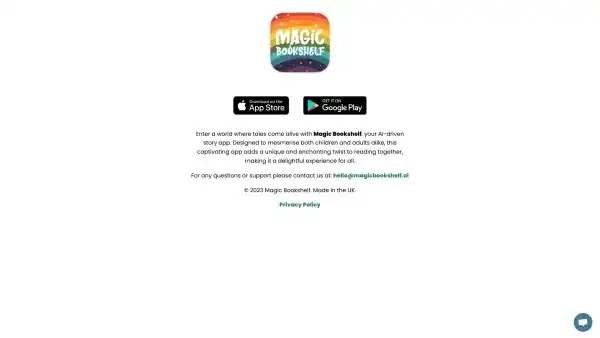 MAGIC
BOOKSHELF
Download on the
App Store
GET IT ON
Google Play
Enter a world where tales come alive with Magic Bookshelf, your AI-driven
story app. Designed to mesmerise both children and adults alike, this
captivating app adds a unique and enchanting twist to reading together,
making it a delightful experience for all.
For any questions or support please contact us at: hello@magicbookshelf.ai
© 2023 Magic Bookshelf. Made in the UK.
Privacy Policy